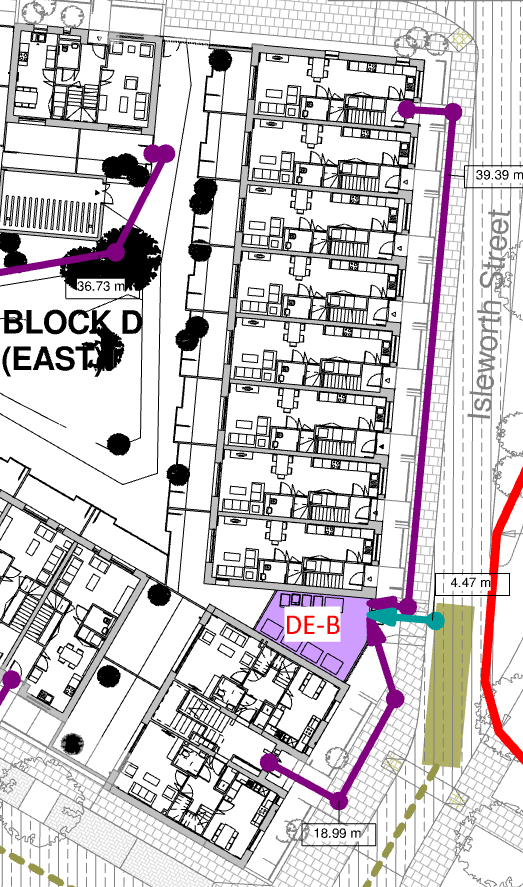 39.39 m
36.73 m
BLOCK D
(EAST)
Isleworth Street
4.47 m
DE-B
18.99 m